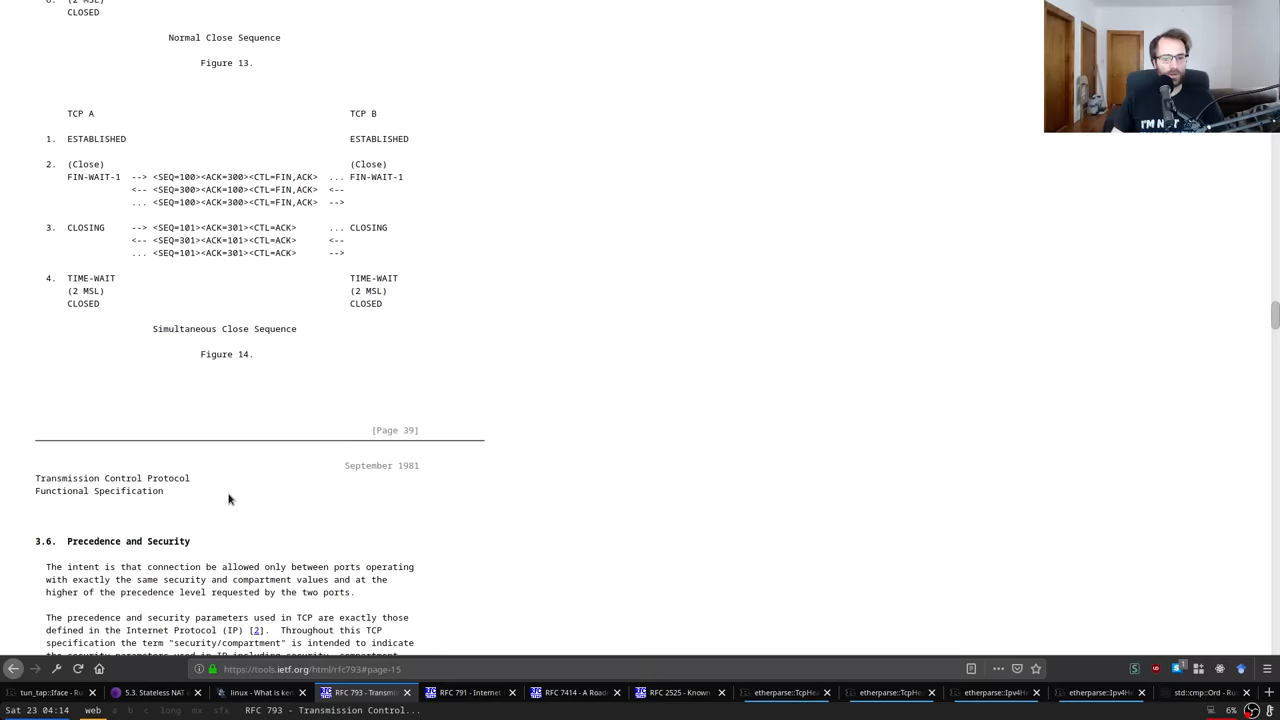 (2 MSL)
CLOSED
Normal Close Sequence
Figure 13.
TCP A                                                TCP B
1.  ESTABLISHED                                          ESTABLISHED
2.  (Close)                                              (Close)
FIN-WAIT-1  --> <SEQ=100><ACK=300><CTL=FIN,ACK>  ... FIN-WAIT-1
<-- <SEQ=300><ACK=100><CTL=FIN,ACK>  <--
... <SEQ=100><ACK=300><CTL=FIN,ACK>  -->
3.  CLOSING     --> <SEQ=101><ACK=301><CTL=ACK>      ... CLOSING
<-- <SEQ=301><ACK=101><CTL=ACK>      <--
... <SEQ=101><ACK=301><CTL=ACK>      -->
4.  TIME-WAIT                                            TIME-WAIT
(2 MSL)                                              (2 MSL)
CLOSED                                               CLOSED
Simultaneous Close Sequence
Figure 14.
[Page 39]
September 1981
Transmission Control Protocol
Functional Specification
3.6.  Precedence and Security
The intent is that connection be allowed only between ports operating
with exactly the same security and compartment values and at the
higher of the precedence level requested by the two ports.
The precedence and security parameters used in TCP are exactly those
defined in the Internet Protocol (IP) [2].  Throughout this TCP
specification the term "security/compartment" is intended to indicate
https://tools.ietf.org/html/rfc793#page-15
tun_tap::Iface - Ru 5.3. Stateless NAT linux - What is ken RFC 793 - Transmis RFC 791 - Internet RFC 7414 - A Road RFC 2525 - Known etherparse::TcpHea etherparse::TcpHe etherparse::Ipv4He etherparse::Ipv4He std::cmp::Ord - Ru
Sat 23 04:14 web a b c long mx sfx RFC 793 - Transmission Control... 6%